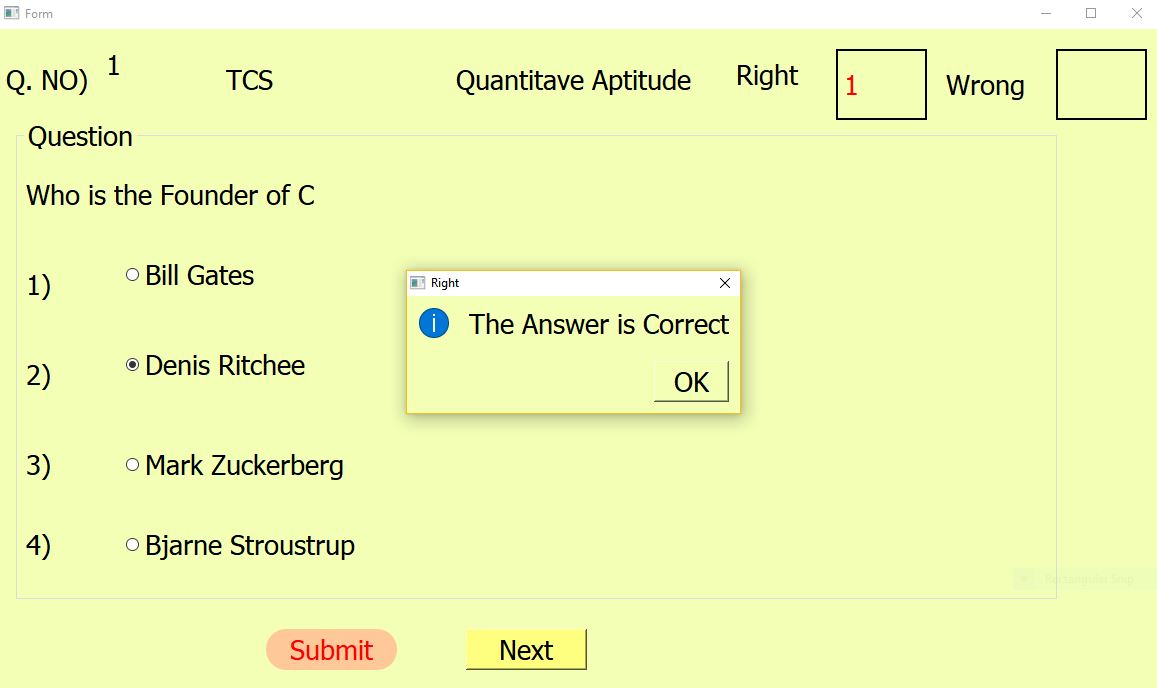 Form
Q. NO) 1 TCS Quantitave Aptitude Right 1 Wrong
Question
Who is the Founder of C
1) Bill Gates
Right
The Answer is Correct
OK
2) Denis Ritchee
3) Mark Zuckerberg
4) Bjarne Stroustrup
Rectangular Snip
Submit Next